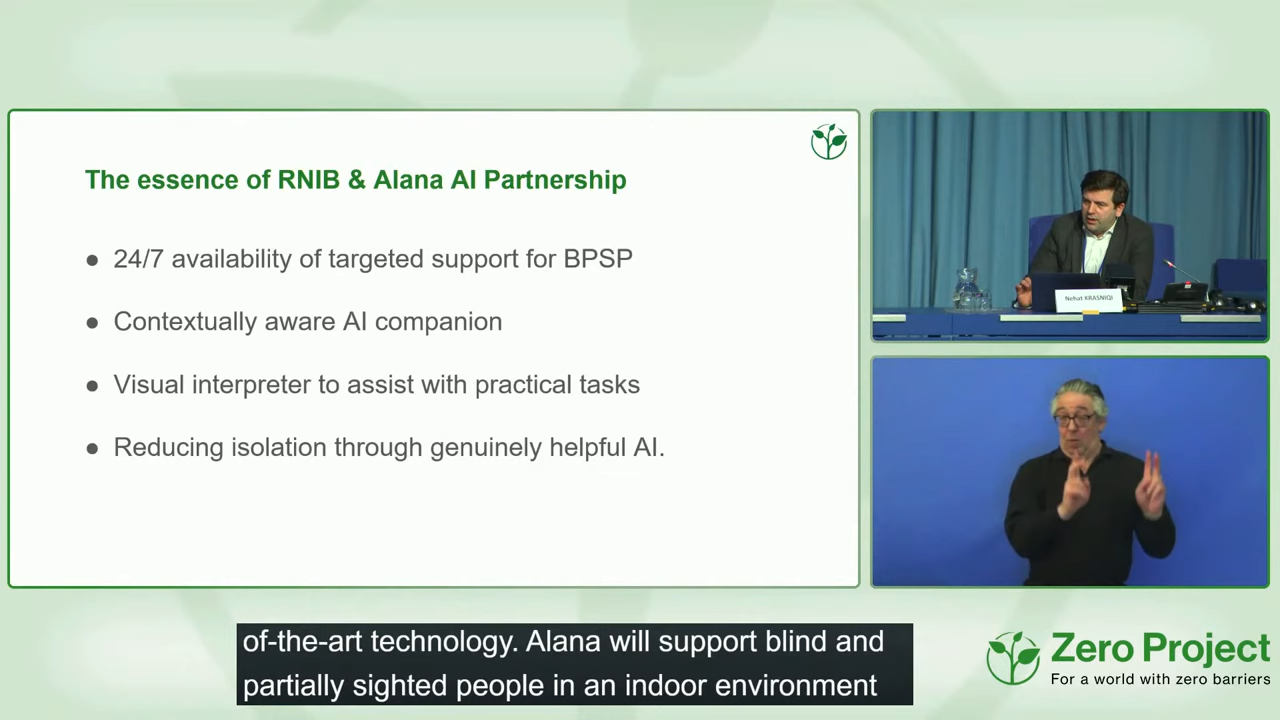 The essence of RNIB & Alana AI Partnership
● 24/7 availability of targeted support for BPSP
● Contextually aware AI companion
● Visual interpreter to assist with practical tasks
● Reducing isolation through genuinely helpful AI.
Nehat KRASNIQI
of-the-art technology. Alana will support blind and
partially sighted people in an indoor environment
Zero Project
For a world with zero barriers